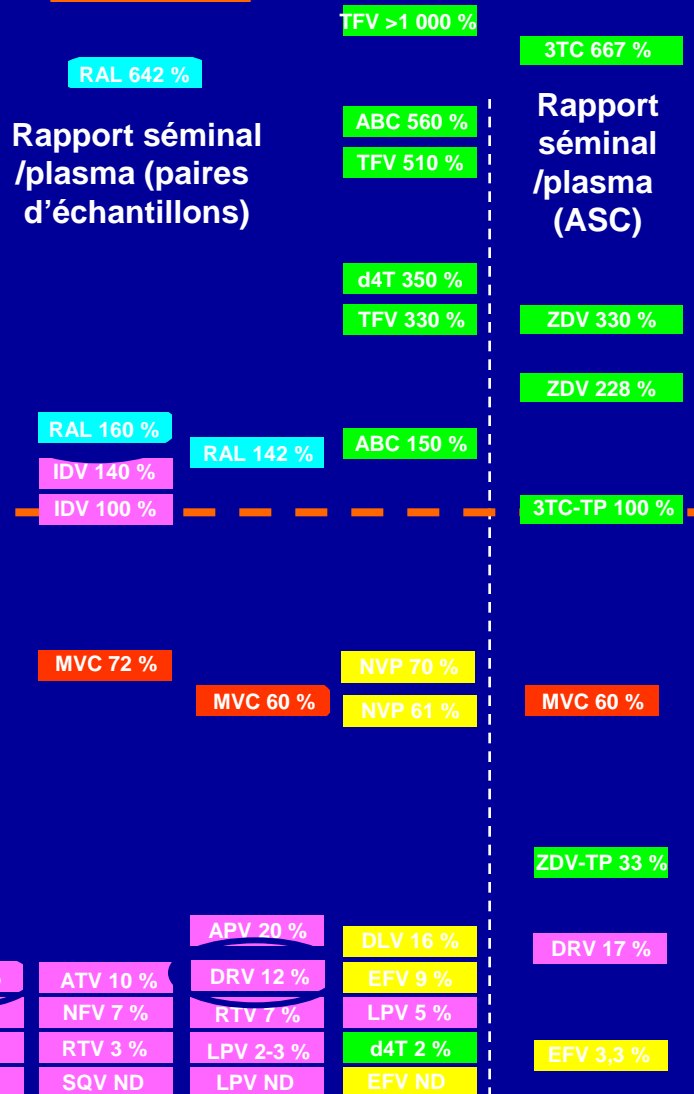 TFV >1 000 %
3TC 667 %
RAL 642 %
Rapport séminal
/plasma (paires
d’échantillons)
ABC 560 %
TFV 510 %
Rapport
séminal
/plasma
(ASC)
d4T 350 %
TFV 330 %
ZDV 330 %
ZDV 228 %
RAL 160 %
RAL 142 %
ABC 150 %
IDV 140 %
IDV 100 %
3TC-TP 100 %
MVC 72 %
NVP 70 %
MVC 60 %
NVP 61 %
MVC 60 %
ZDV-TP 33 %
APV 20 %
DLV 16 %
DRV 17 %
ATV 10 %
DRV 12 %
EFV 9 %
NFV 7 %
RTV 7 %
LPV 5 %
RTV 3 %
LPV 2-3 %
d4T 2 %
EFV 3,3 %
SQV ND
LPV ND
EFV ND